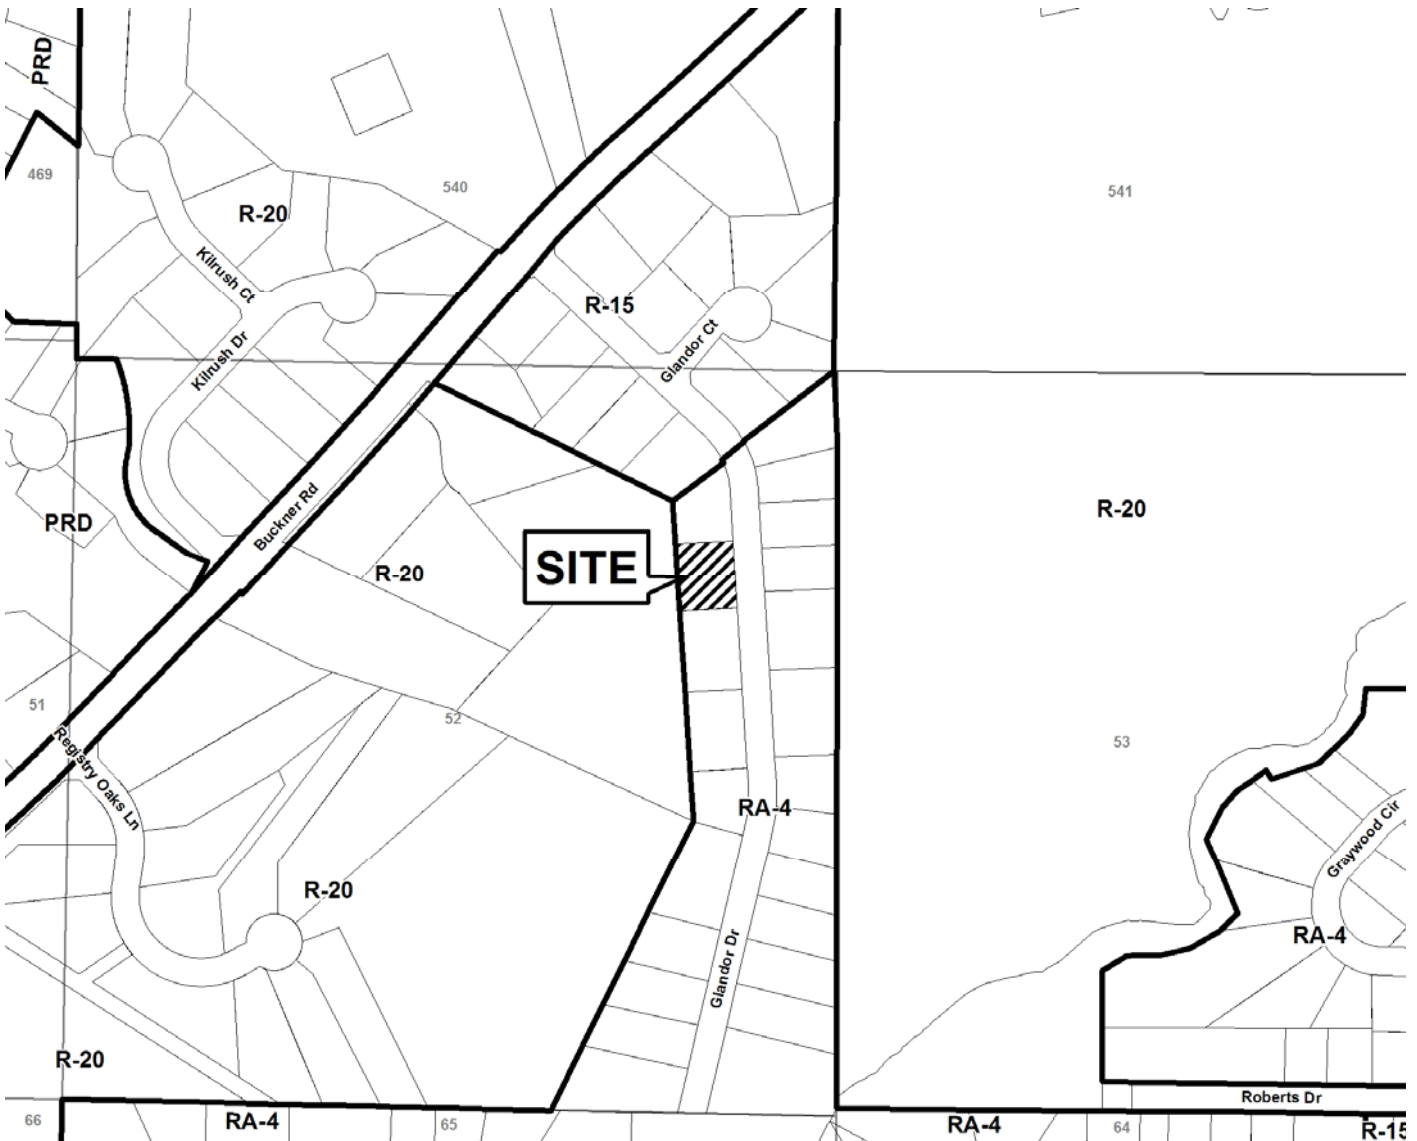 PRD
469
540
541
R-20
Kilrush Ct
R-15
Glandor Ct
Kilrush Dr
Buckner Rd
PRD
R-20
R-20
SITE
51
52
53
Registry Oaks Ln
RA-4
Graywood Cir
R-20
RA-4
Glandor Dr
R-20
Roberts Dr
66
RA-4
65
RA-4
64
R-15